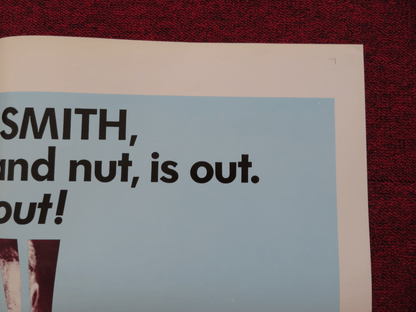 SMITH,
and nut, is out.
out!